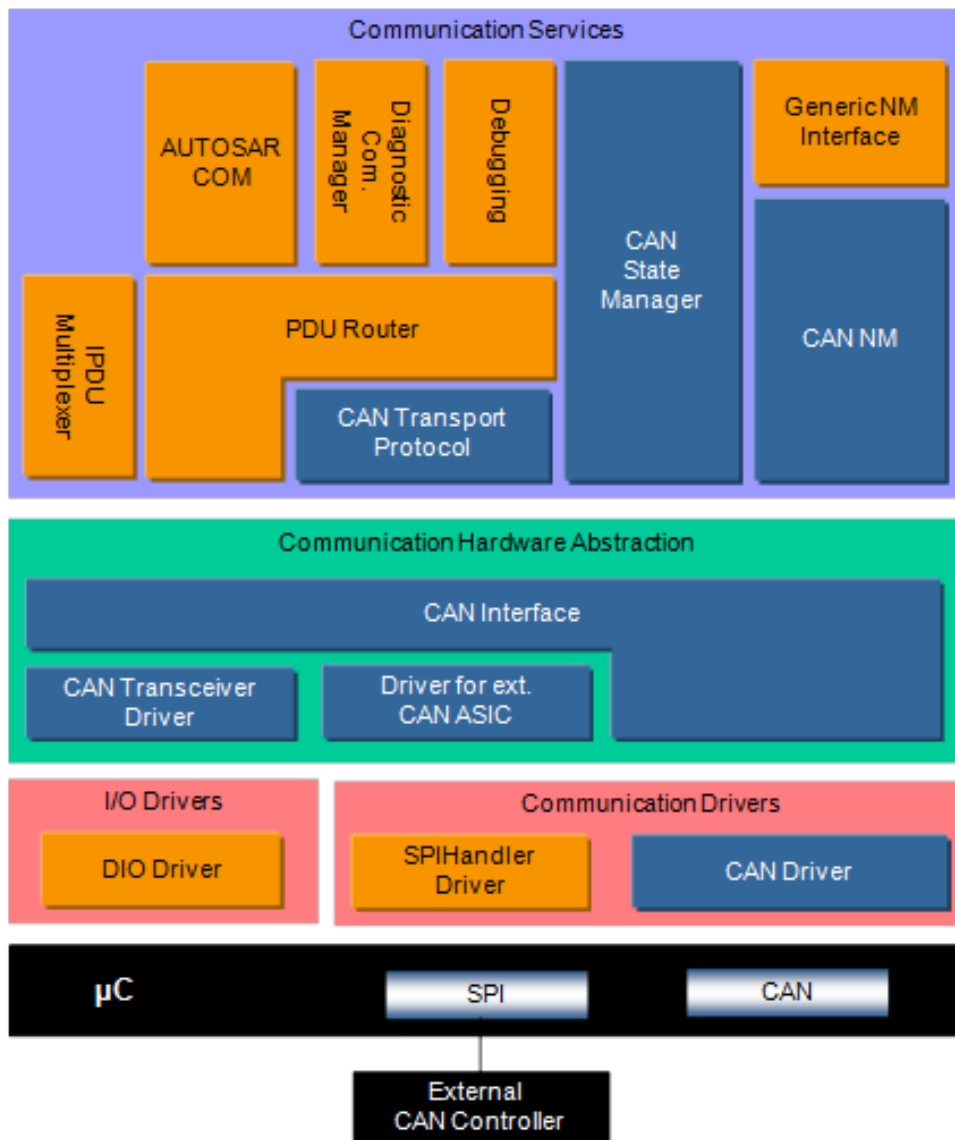 Communication Services
AUTOSAR
COM
Diagnostic
Com.
Manager
Debugging
CAN
State
Manager
Generic NM
Interface
CAN NM
IPDU
Multiplexer
PDU Router
CAN Transport
Protocol
Communication Hardware Abstraction
CAN Interface
CAN Transceiver
Driver
Driver for ext.
CAN ASIC
I/O Drivers
DIO Driver
Communication Drivers
SPIHandler
Driver
CAN Driver
µC
SPI
CAN
External
CAN Controller